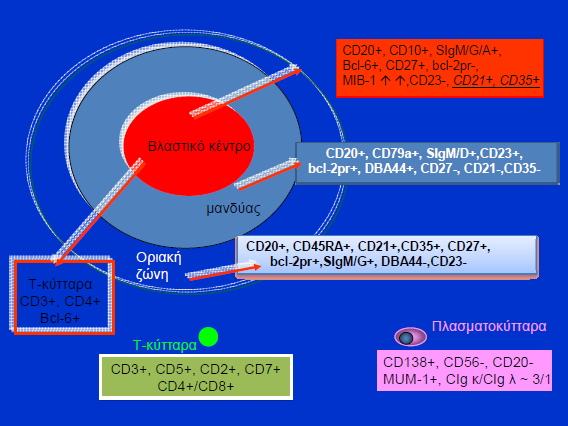 CD20+, CD10+, SIgM/G/A+,
Bcl-6+, CD27+, bcl-2pr-,
MIB-1 ↑ ↑,CD23-, CD21+, CD35+
Βλαστικό κέντρο
CD20+, CD79a+, SIgM/D+,CD23+,
bcl-2pr+, DBA44+, CD27-, CD21-,CD35-
μανδύας
Οριακή
ζώνη
CD20+, CD45RA+, CD21+,CD35+, CD27+,
bcl-2pr+,SIgM/G+, DBA44-,CD23-
Τ-κύτταρα
CD3+, CD4+
Bcl-6+
Τ-κύτταρα
CD3+, CD5+, CD2+, CD7+
CD4+/CD8+
Πλασματοκύτταρα
CD138+, CD56-, CD20-
MUM-1+, CIg κ/CIg λ ~ 3/1